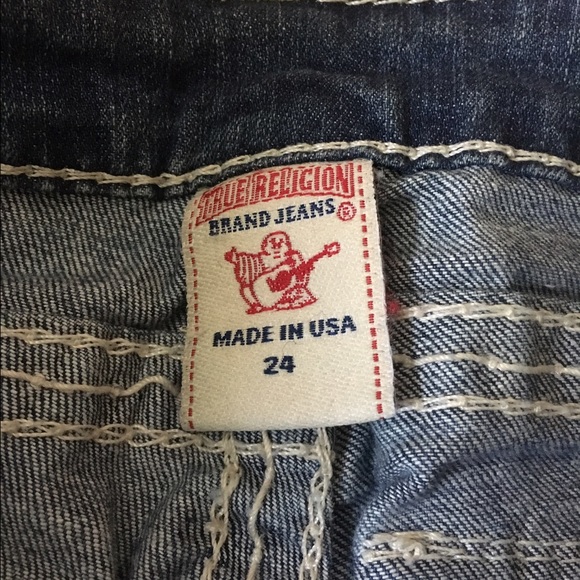 TRUE RELIGION
BRAND JEANS®
MADE IN USA
24